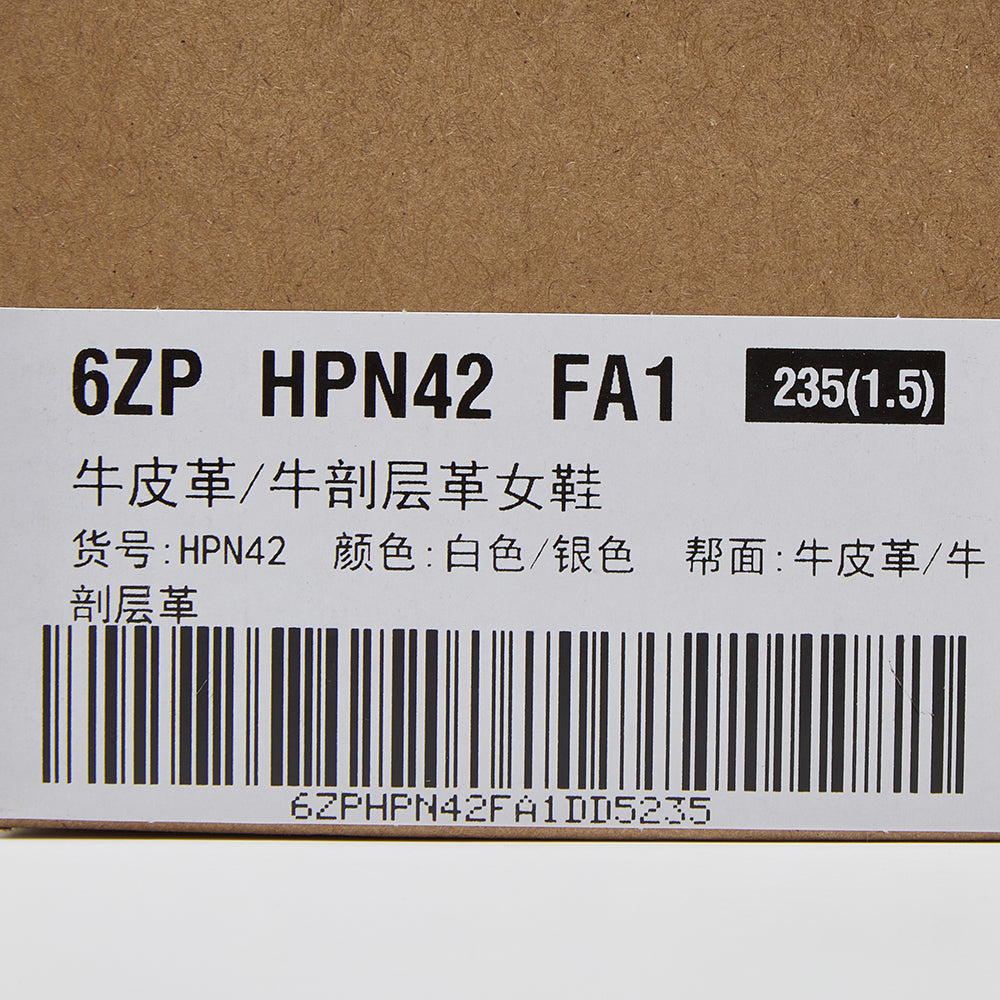 6ZP HPN42 FA1 235(1.5)
牛皮革/牛剖层革女鞋
货号:HPN42 颜色:白色/银色 帮面:牛皮革/牛
剖层革
6ZPHPN42FA1DD5235